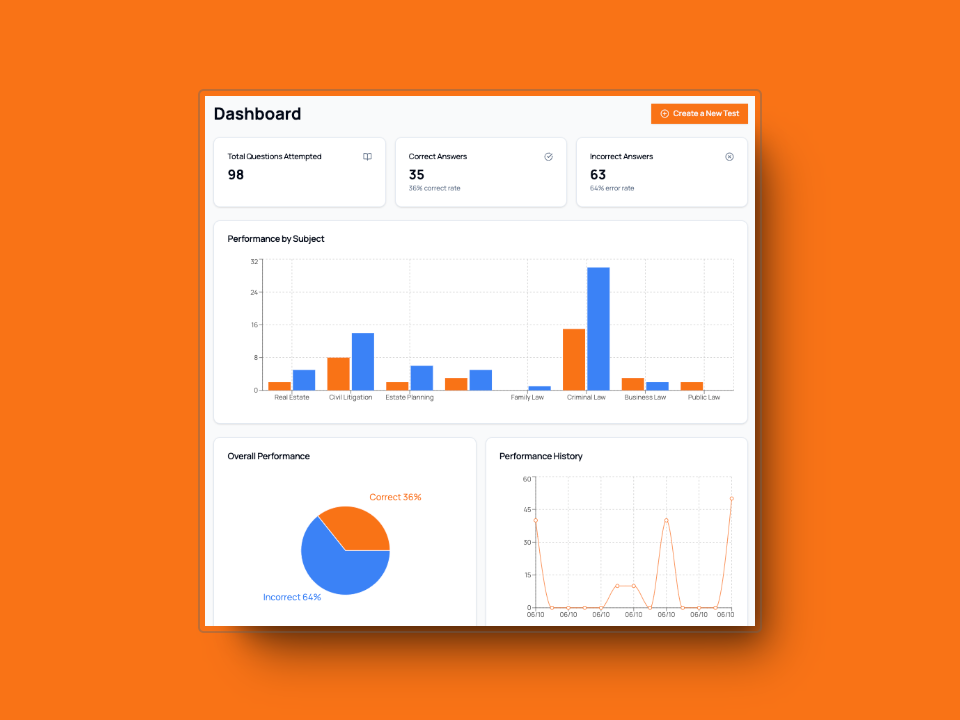 Dashboard
Create a New Test
Total Questions Attempted
98
Correct Answers
35
36% correct rate
Incorrect Answers
63
64% error rate
Performance by Subject
32
24
16
8
0
Real Estate Civil Litigation Estate Planning Family Law Criminal Law Business Law Public Law
Overall Performance
Correct 36%
Incorrect 64%
Performance History
60
45
30
15
0
06/10 06/10 06/10 06/10 06/10 06/10 06/10